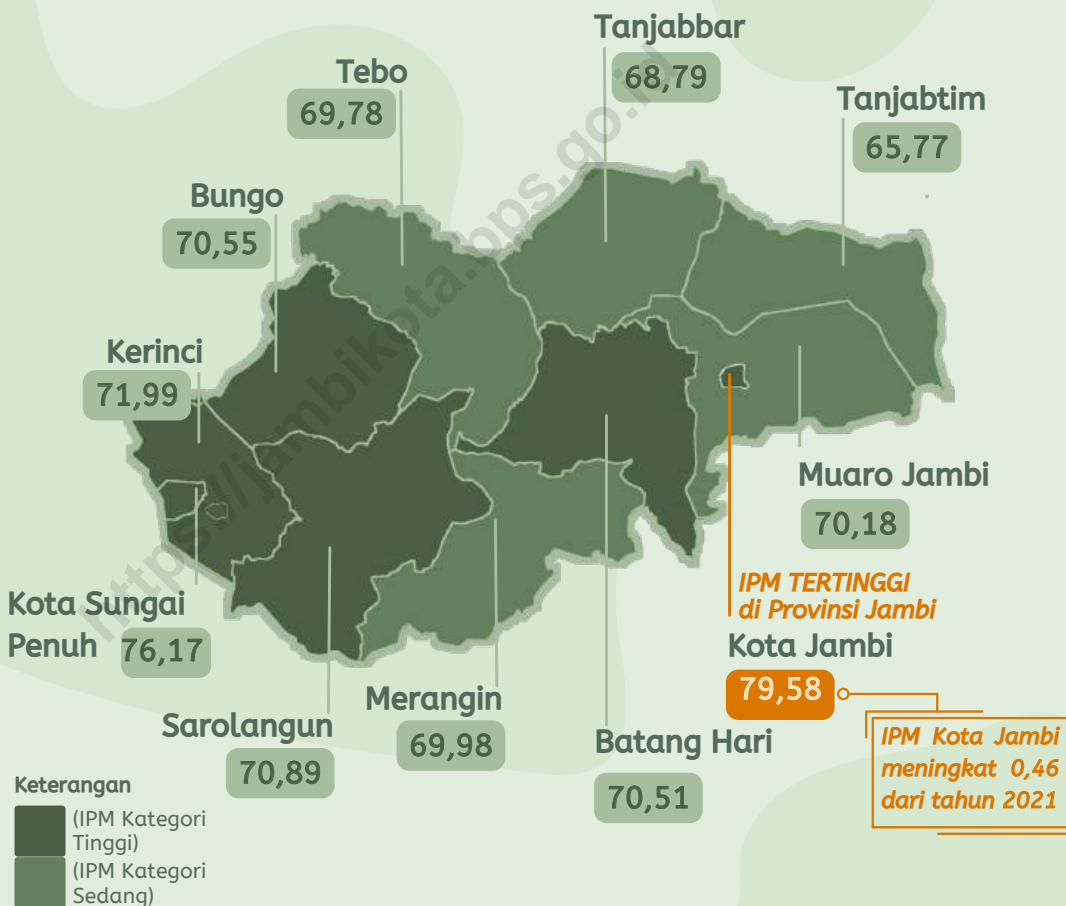 Tanjabbar
68,79
Tebo
69,78
Tanjabtim
65,77
Bungo
70,55
Kerinci
71,99
Muaro Jambi
70,18
IPM TERTINGGI
di Provinsi Jambi
Kota Jambi
79,58
IPM Kota Jambi
meningkat 0,46
dari tahun 2021
Kota Sungai
Penuh 76,17
Sarolangun
70,89
Merangin
69,98
Batang Hari
70,51
Keterangan
(IPM Kategori
Tinggi)
(IPM Kategori
Sedang)
https://jambikota.bps.go.id